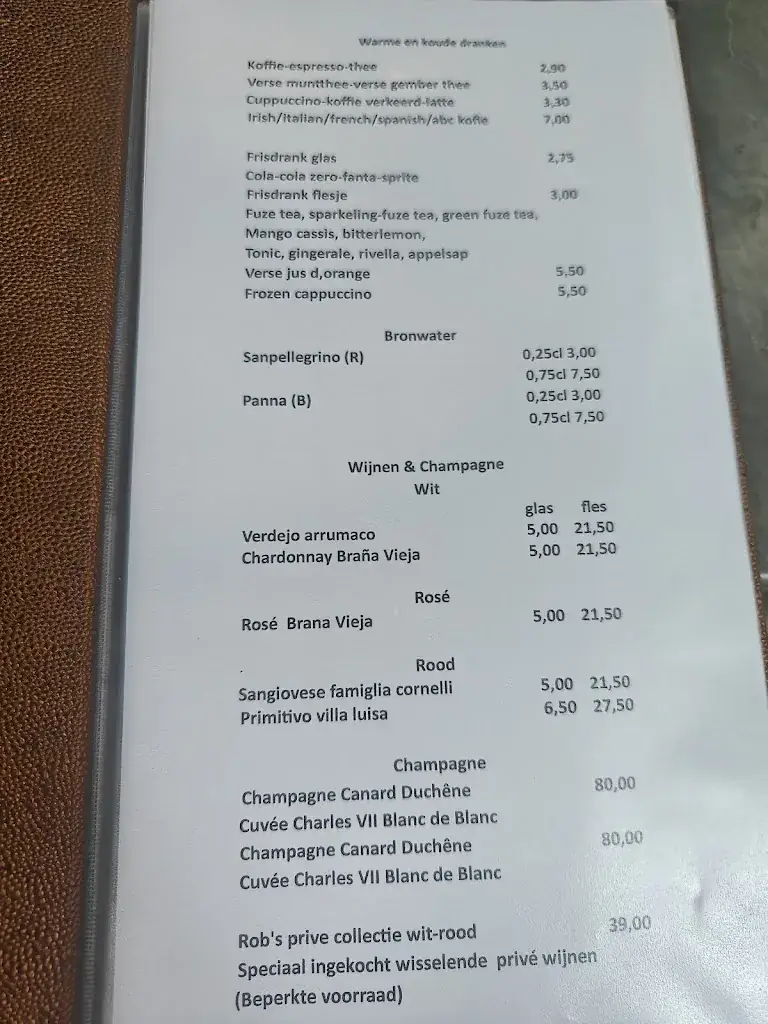 Warme en koude dranken
Koffie-espresso-thee 2,90
Verse muntthee-verse gember thee 3,50
Cuppuccino-koffie verkeerd-latte 3,30
Irish/italian/french/spanish/abc kofie 7,00
Frisdrank glas 2,75
Cola-cola zero-fanta-sprite
Frisdrank flesje 3,00
Fuze tea, sparkeling-fuze tea, green fuze tea,
Mango cassis, bitterlemon,
Tonic, gingerale, rivella, appelsap
Verse jus d,orange 5,50
Frozen cappuccino 5,50
Bronwater
Sanpellegrino (R) 0,25cl 3,00
0,75cl 7,50
Panna (B) 0,25cl 3,00
0,75cl 7,50
Wijnen & Champagne
Wit
glas fles
Verdejo arrumaco 5,00 21,50
Chardonnay Braña Vieja 5,00 21,50
Rosé
Rosé Brana Vieja 5,00 21,50
. Rood
Sangiovese famiglia cornelli 5,00 21,50
Primitivo villa luisa 6,50 27,50
Champagne
Champagne Canard Duchêne 80,00
Cuvée Charles VII Blanc de Blanc
Champagne Canard Duchêne 80,00
Cuvée Charles VII Blanc de Blanc
Rob's prive collectie wit-rood 39,00
Speciaal ingekocht wisselende privé wijnen
(Beperkte voorraad)